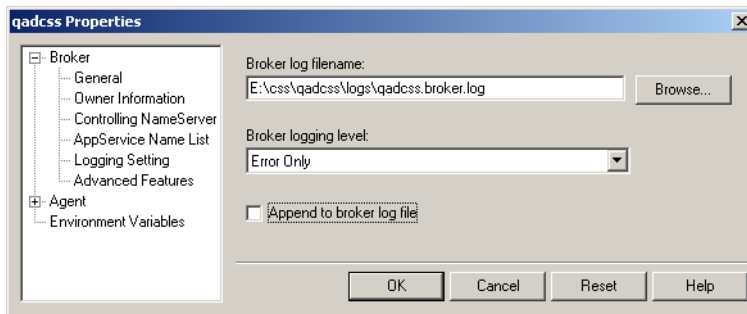 qadcss Properties
Broker
General
Owner Information
Controlling NameServer
AppService Name List
Logging Setting
Advanced Features
Agent
Environment Variables
Broker log filename:
E:\css\qadcss\logs\qadcss.broker.log
Browse...
Broker logging level:
Error Only
Append to broker log file
OK
Cancel
Reset
Help